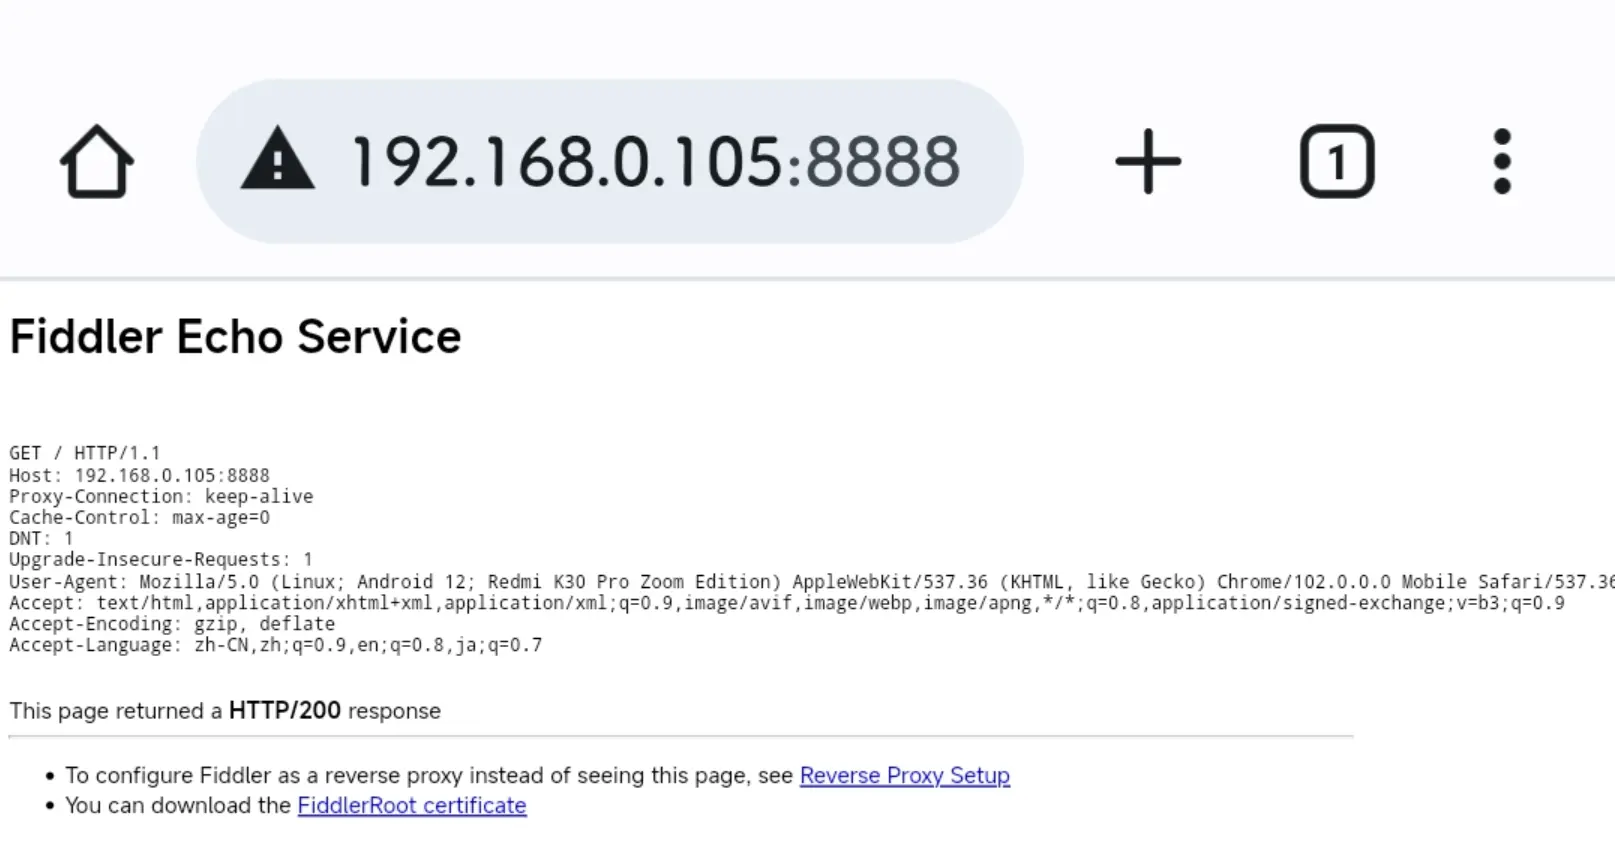 192.168.0.105:8888
1
Fiddler Echo Service
GET / HTTP/1.1
Host: 192.168.0.105:8888
Proxy-Connection: keep-alive
Cache-Control: max-age=0
DNT: 1
Upgrade-Insecure-Requests: 1
User-Agent: Mozilla/5.0 (Linux; Android 12; Redmi K30 Pro Zoom Edition) AppleWebKit/537.36 (KHTML, like Gecko) Chrome/102.0.0.0 Mobile Safari/537.36
Accept: text/html,application/xhtml+xml,application/xml;q=0.9,image/avif,image/webp,image/apng,*/*;q=0.8,application/signed-exchange;v=b3;q=0.9
Accept-Encoding: gzip, deflate
Accept-Language: zh-CN,zh;q=0.9,en;q=0.8,ja;q=0.7
This page returned a HTTP/200 response
• To configure Fiddler as a reverse proxy instead of seeing this page, see Reverse Proxy Setup
• You can download the FiddlerRoot certificate